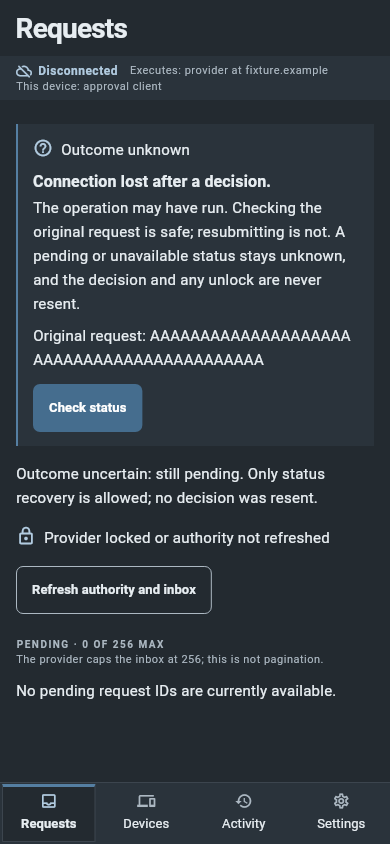 Requests
Disconnected Executes: provider at fixture.example
This device: approval client
Outcome unknown
Connection lost after a decision.
The operation may have run. Checking the
original request is safe; resubmitting is not. A
pending or unavailable status stays unknown,
and the decision and any unlock are never
resent.
Original request: AAAAAAAAAAAAAAAAAAAA
AAAAAAAAAAAAAAAAAAAAAAA
Check status
Outcome uncertain: still pending. Only status
recovery is allowed; no decision was resent.
Provider locked or authority not refreshed
Refresh authority and inbox
PENDING · 0 OF 256 MAX
The provider caps the inbox at 256; this is not pagination.
No pending request IDs are currently available.
Requests Devices Activity Settings